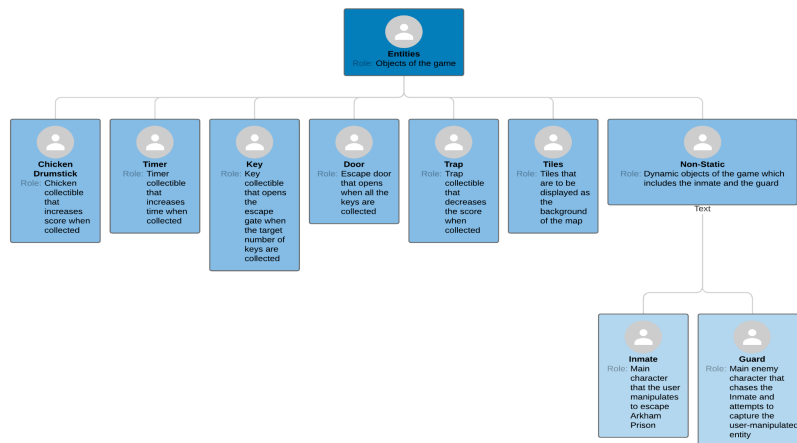 Entities
Role: Objects of the game
Chicken
Drumstick
Role: Chicken
collectible
that
increases
score when
collected
Timer
Role: Timer
collectible
that
increases
time when
collected
Key
Role: Key
collectible
that opens
the
escape
gate when
the target
number of
keys are
collected
Door
Role: Escape door
that opens
when all the
keys are
collected
Trap
Role: Trap
collectible
that
decreases
the score
when
collected
Tiles
Role: Tiles that
are to be
displayed as
the
background
of the map
Non-Static
Role: Dynamic objects of the game which
includes the inmate and the guard
Text
Inmate
Role: Main
character
that the user
manipulates
to escape
Arkham
Prison
Guard
Role: Main enemy
character that
chases the
Inmate and
attempts to
capture the
user-manipulated
entity